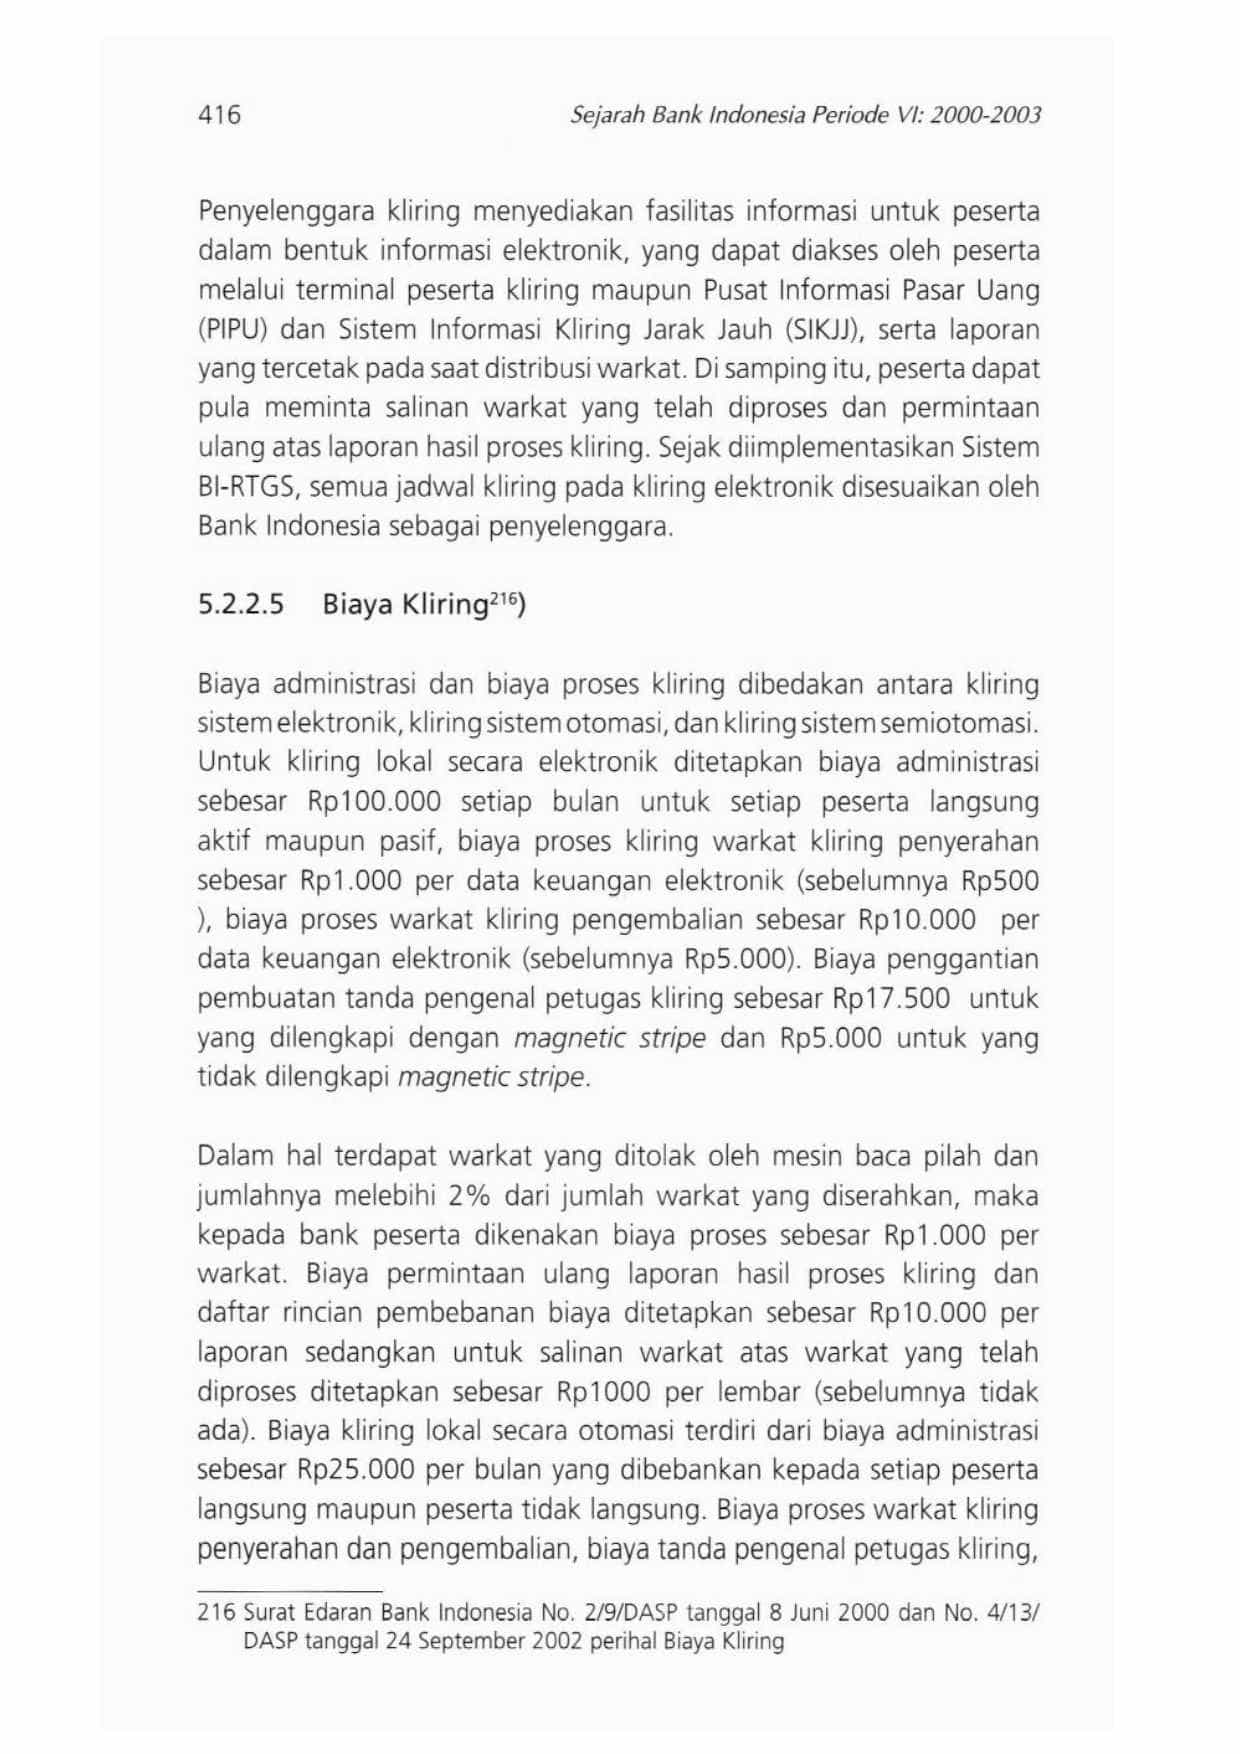 416
Sejarah Bank Indonesia Periode VI: 2000-2003
Penyelenggara kliring menyediakan fasilitas informasi untuk peserta
dalam bentuk informasi elektronik, yang dapat diakses oleh peserta
melalui terminal peserta kliring maupun Pusat Informasi Pasar Uang
(PIPU) dan Sistem Informasi Kliring Jarak Jauh (SIKJJ), serta laporan
yang tercetak pada saat distribusi warkat. Di samping itu, peserta dapat
pula meminta salinan warkat yang telah diproses dan permintaan
ulang atas laporan hasil proses kliring. Sejak diimplementasikan Sistem
BI-RTGS, semua jadwal kliring pada kliring elektronik disesuaikan oleh
Bank Indonesia sebagai penyelenggara.
5.2.2.5 Biaya Kliring²¹⁶)
Biaya administrasi dan biaya proses kliring dibedakan antara kliring
sistem elektronik, kliring sistem otomasi, dan kliring sistem semiotomasi.
Untuk kliring lokal secara elektronik ditetapkan biaya administrasi
sebesar Rp100.000 setiap bulan untuk setiap peserta langsung
aktif maupun pasif, biaya proses kliring warkat kliring penyerahan
sebesar Rp1.000 per data keuangan elektronik (sebelumnya Rp500
), biaya proses warkat kliring pengembalian sebesar Rp10.000 per
data keuangan elektronik (sebelumnya Rp5.000). Biaya penggantian
pembuatan tanda pengenal petugas kliring sebesar Rp17.500 untuk
yang dilengkapi dengan magnetic stripe dan Rp5.000 untuk yang
tidak dilengkapi magnetic stripe.
Dalam hal terdapat warkat yang ditolak oleh mesin baca pilah dan
jumlahnya melebihi 2% dari jumlah warkat yang diserahkan, maka
kepada bank peserta dikenakan biaya proses sebesar Rp1.000 per
warkat. Biaya permintaan ulang laporan hasil proses kliring dan
daftar rincian pembebanan biaya ditetapkan sebesar Rp10.000 per
laporan sedangkan untuk salinan warkat atas warkat yang telah
diproses ditetapkan sebesar Rp1000 per lembar (sebelumnya tidak
ada). Biaya kliring lokal secara otomasi terdiri dari biaya administrasi
sebesar Rp25.000 per bulan yang dibebankan kepada setiap peserta
langsung maupun peserta tidak langsung. Biaya proses warkat kliring
penyerahan dan pengembalian, biaya tanda pengenal petugas kliring,
216 Surat Edaran Bank Indonesia No. 2/9/DASP tanggal 8 Juni 2000 dan No. 4/13/
DASP tanggal 24 September 2002 perihal Biaya Kliring